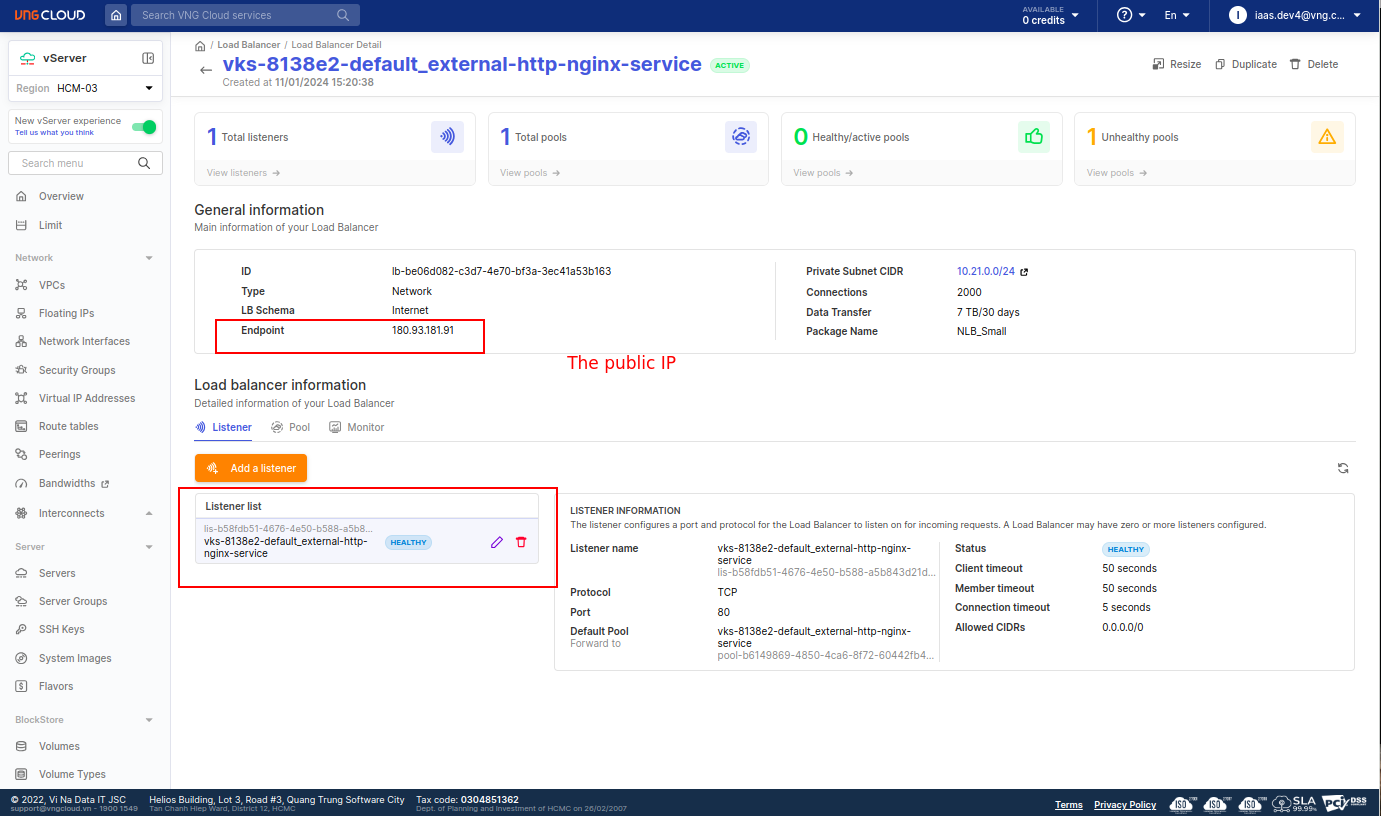 VNG CLOUD
Search VNG Cloud services
AVAILABLE
0 credits
En
I
iaas.dev4@vng.c...
vServer
Region HCM-03
New vServer experience
Tell us what you think
Search menu
Overview
Limit
Network
VPCs
Floating IPs
Network Interfaces
Security Groups
Virtual IP Addresses
Route tables
Peerings
Bandwidths
Interconnects
Server
Servers
Server Groups
SSH Keys
System Images
Flavors
BlockStore
Volumes
Volume Types
/ Load Balancer / Load Balancer Detail
vks-8138e2-default_external-http-nginx-service ACTIVE
Created at 11/01/2024 15:20:38
Resize Duplicate Delete
1 Total listeners
View listeners
1 Total pools
View pools
0 Healthy/active pools
View pools
1 Unhealthy pools
View pools
General information
Main information of your Load Balancer
ID lb-be06d082-c3d7-4e70-bf3a-3ec41a53b163
Type Network
LB Schema Internet
Endpoint 180.93.181.91
Private Subnet CIDR 10.21.0.0/24
Connections 2000
Data Transfer 7 TB/30 days
Package Name NLB_Small
The public IP
Load balancer information
Detailed information of your Load Balancer
Listener Pool Monitor
Add a listener
Listener list
lis-b58fdb51-4676-4e50-b588-a5b8...
vks-8138e2-default_external-http-
nginx-service
HEALTHY
LISTENER INFORMATION
The listener configures a port and protocol for the Load Balancer to listen on for incoming requests. A Load Balancer may have zero or more listeners configured.
Listener name vks-8138e2-default_external-http-nginx-
service
lis-b58fdb51-4676-4e50-b588-a5b843d21d...
Protocol TCP
Port 80
Default Pool vks-8138e2-default_external-http-nginx-
Forward to service
pool-b6149869-4850-4ca6-8f72-60442fb4...
Status HEALTHY
Client timeout 50 seconds
Member timeout 50 seconds
Connection timeout 5 seconds
Allowed CIDRs 0.0.0.0/0
© 2022, Vi Na Data IT JSC
support@vngcloud.vn - 1900 1549
Helios Building, Lot 3, Road #3, Quang Trung Software City
Tan Chanh Hiep Ward, District 12, HCMC
Tax code: 0304851362
Dept. of Planning and Investment of HCMC on 26/02/2007
Terms Privacy Policy
ISO
ISO
ISO
SLA
99.99%
PCI DSS